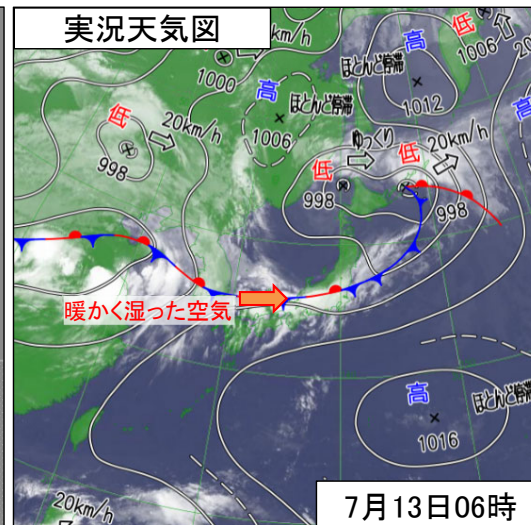 実況天気図
km/h
高
低
1006
20
1000
ほとんど停滞
高
ほとんど停滞
1012
高
低
20km/h
1006
ゆっくり
20km/h
998
低
低
998
998
暖かく湿った空気
高
ほとんど停滞
1016
20km/h
7月13日06時